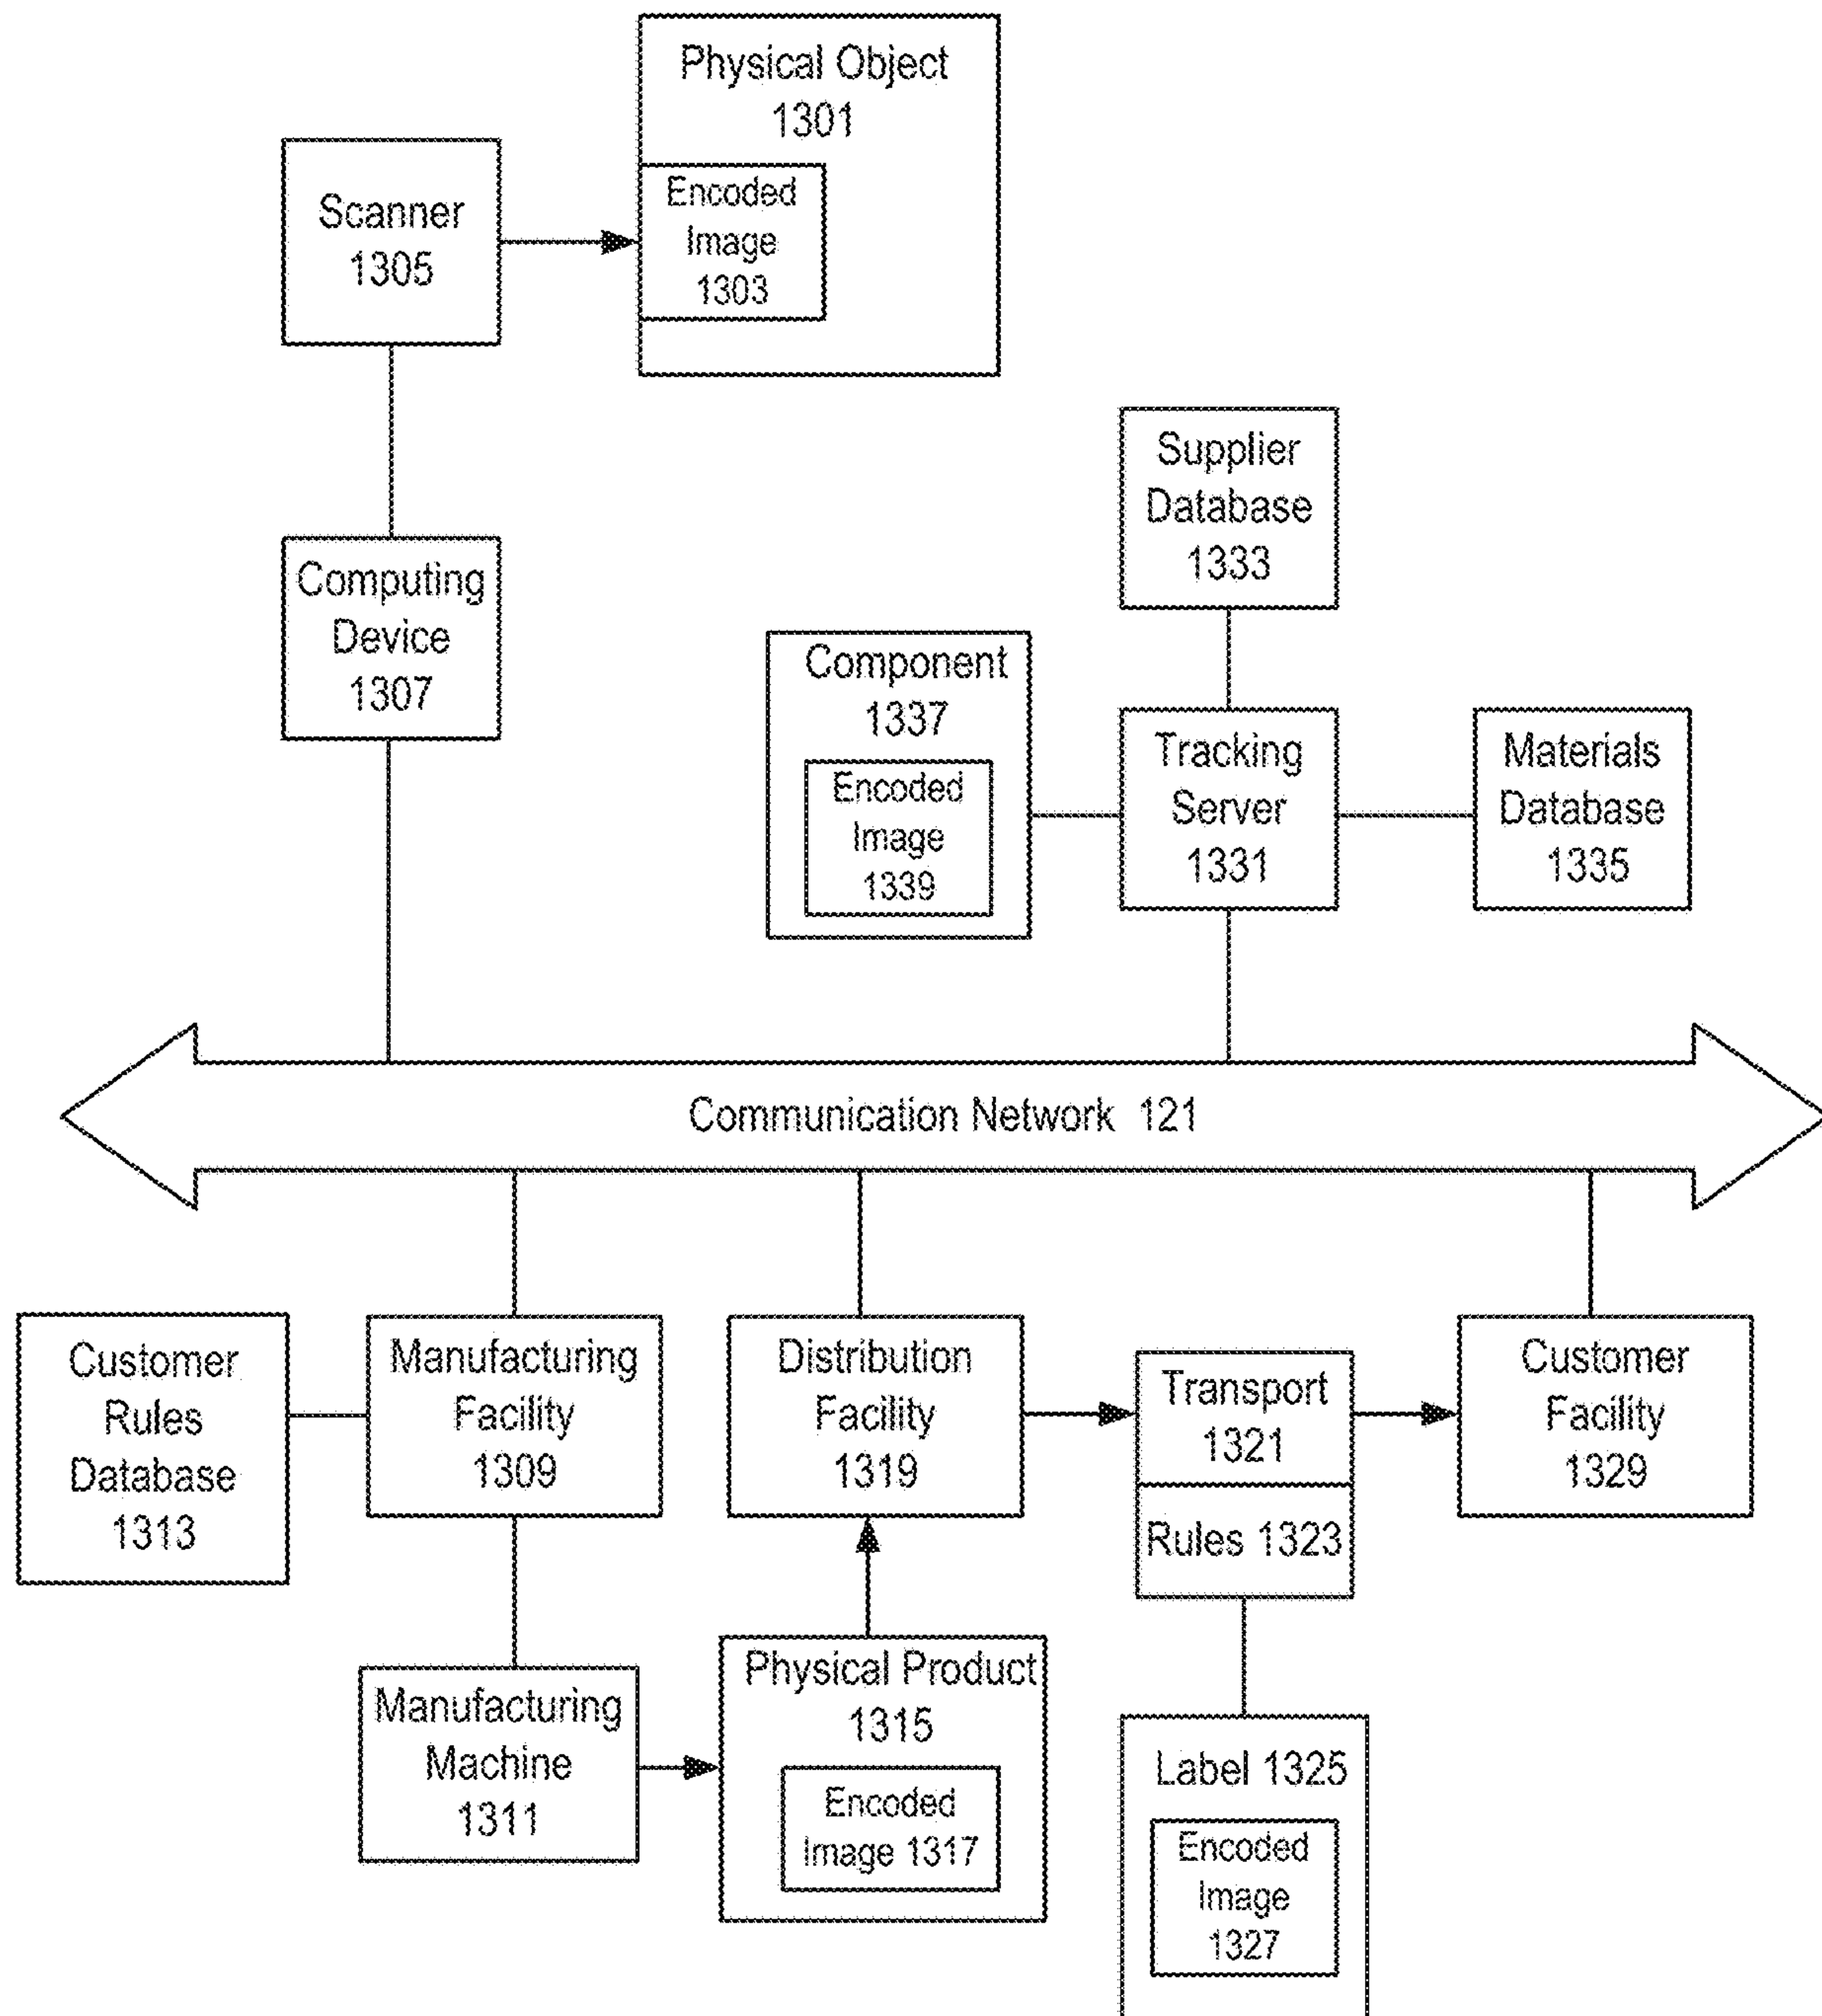 Physical Object
1301
Encoded
Image
1303
Scanner
1305
Supplier
Database
1333
Computing
Device
1307
Component
1337
Encoded
Image
1339
Tracking
Server
1331
Materials
Database
1335
Communication Network 121
Customer
Rules
Database
1313
Manufacturing
Facility
1309
Distribution
Facility
1319
Transport
1321
Rules 1323
Customer
Facility
1329
Manufacturing
Machine
1311
Physical Product
1315
Encoded
Image 1317
Label 1325
Encoded
Image
1327